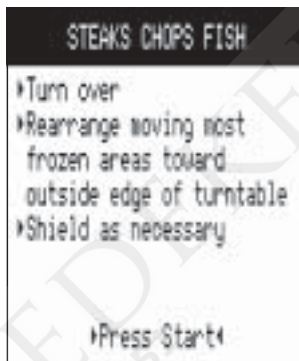 STEAKS CHOPS FISH
▸Turn over
▸Rearrange moving most
frozen areas toward
outside edge of turntable
▸Shield as necessary
▸Press Start◂